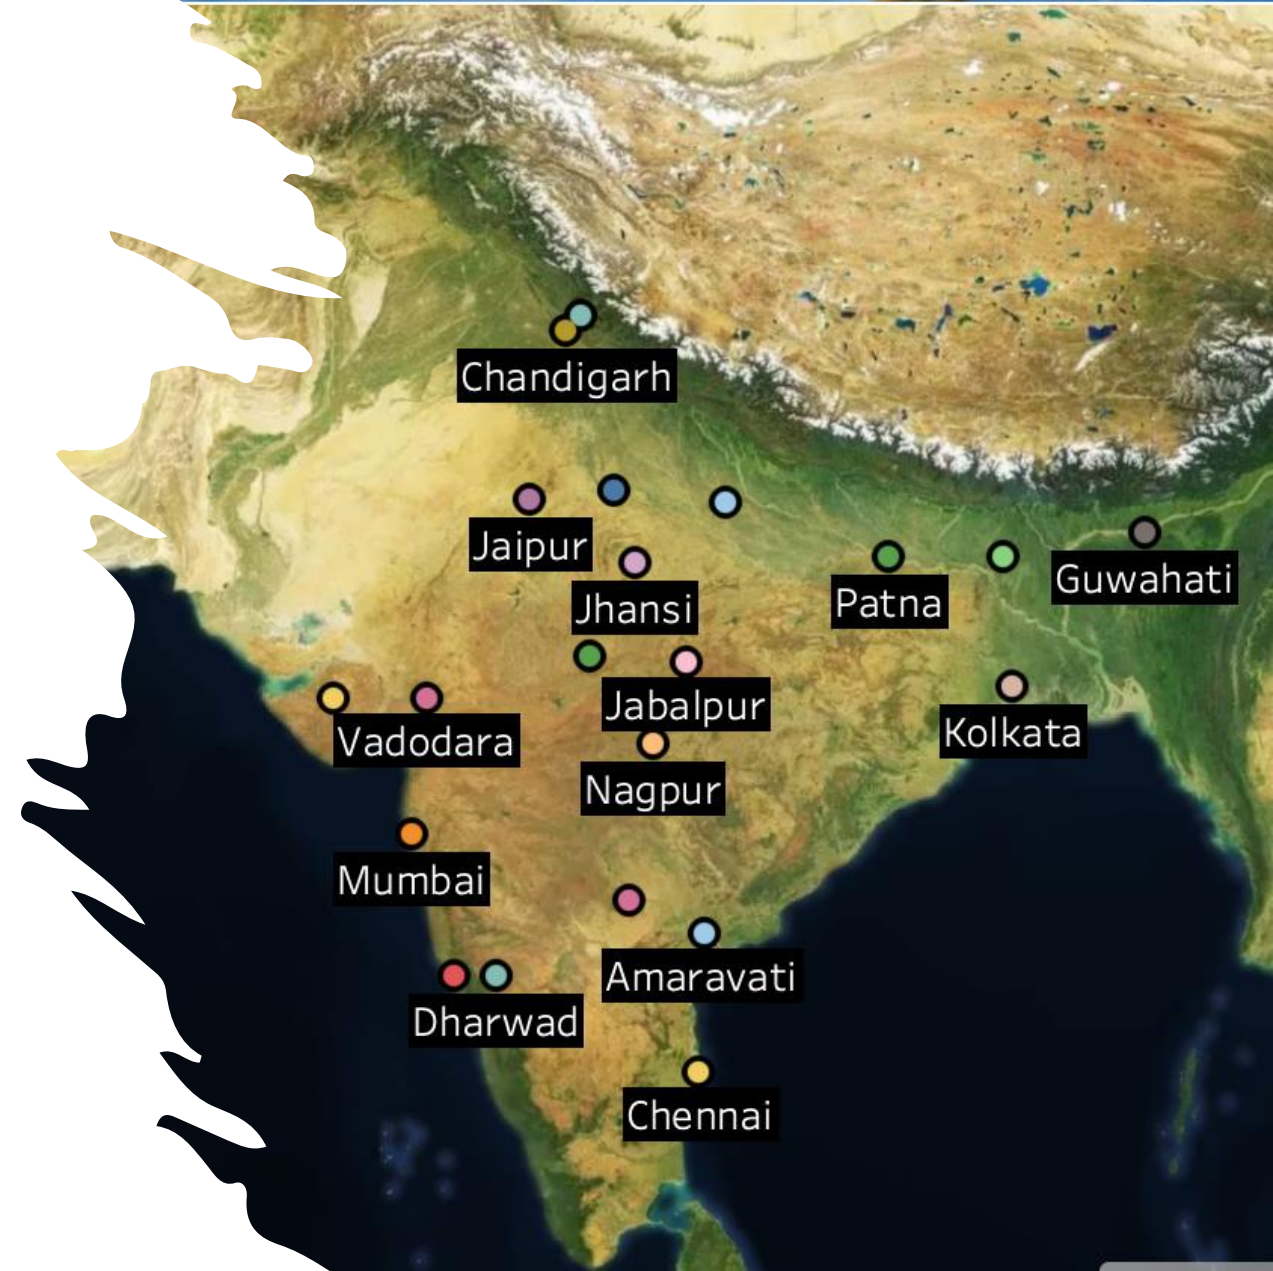 Chandigarh
Jaipur
Jhansi
Patna
Guwahati
Jabalpur
Vadodara
Kolkata
Nagpur
Mumbai
Amaravati
Dharwad
Chennai